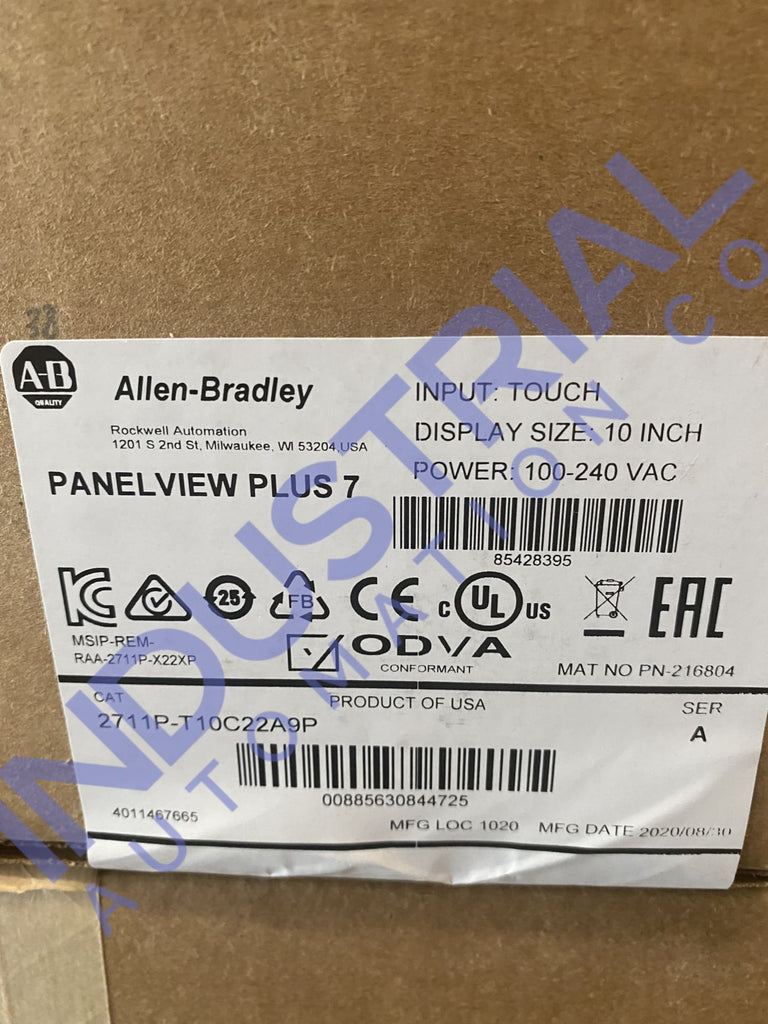 38
A-B
QUALITY
Allen-Bradley
Rockwell Automation
1201 S 2nd St, Milwaukee, WI 53204 USA
PANELVIEW PLUS 7
INPUT: TOUCH
DISPLAY SIZE: 10 INCH
POWER: 100-240 VAC
85428395
25
FB
CE
C UL US
EAC
MSIP-REM-
RAA-2711P-X22XP
ODVA
CONFORMANT
MAT NO PN-216804
CAT
PRODUCT OF USA
SER
2711P-T10C22A9P
A
00885630844725
4011467665
MFG LOC 1020
MFG DATE 2020/08/30
INDUSTRIAL
AUTOMATION CO